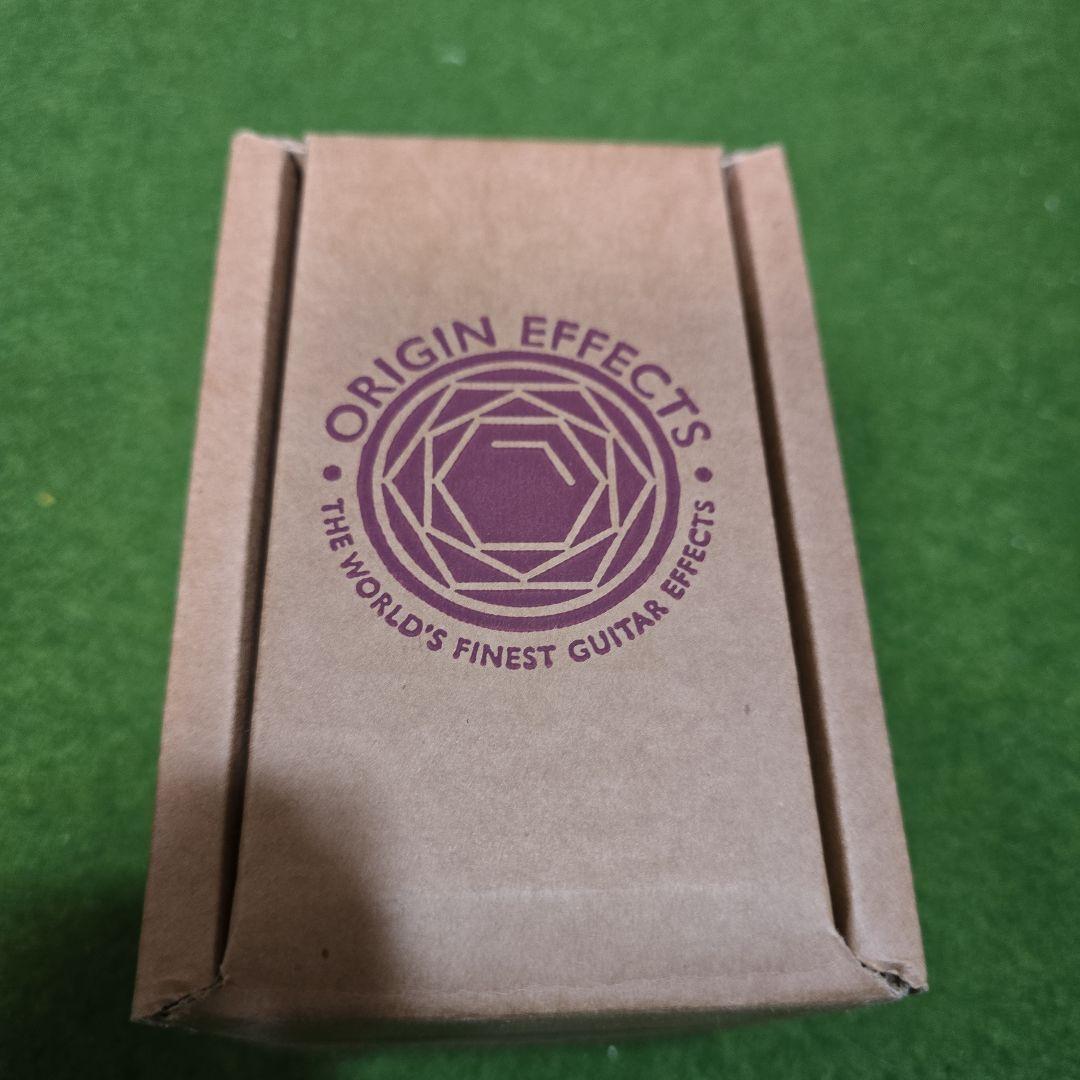 ORIGIN EFFECTS
THE WORLD'S FINEST GUITAR EFFECTS